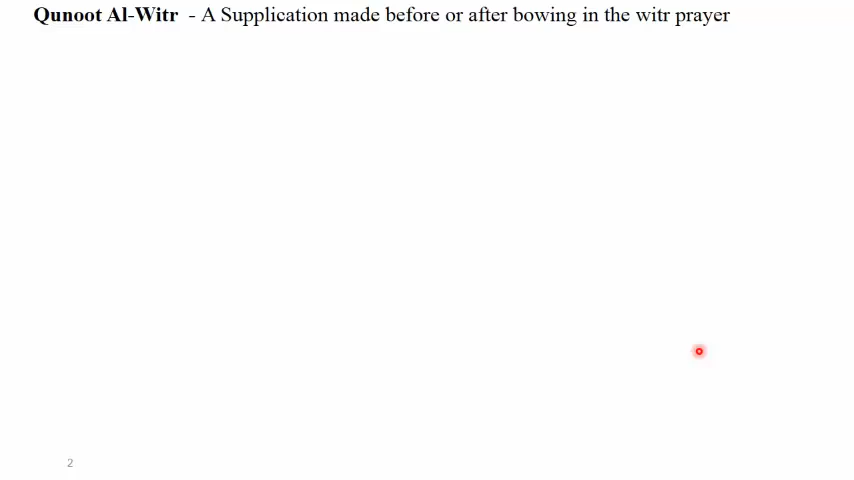 Qunoot Al-Witr - A Supplication made before or after bowing in the witr prayer
2